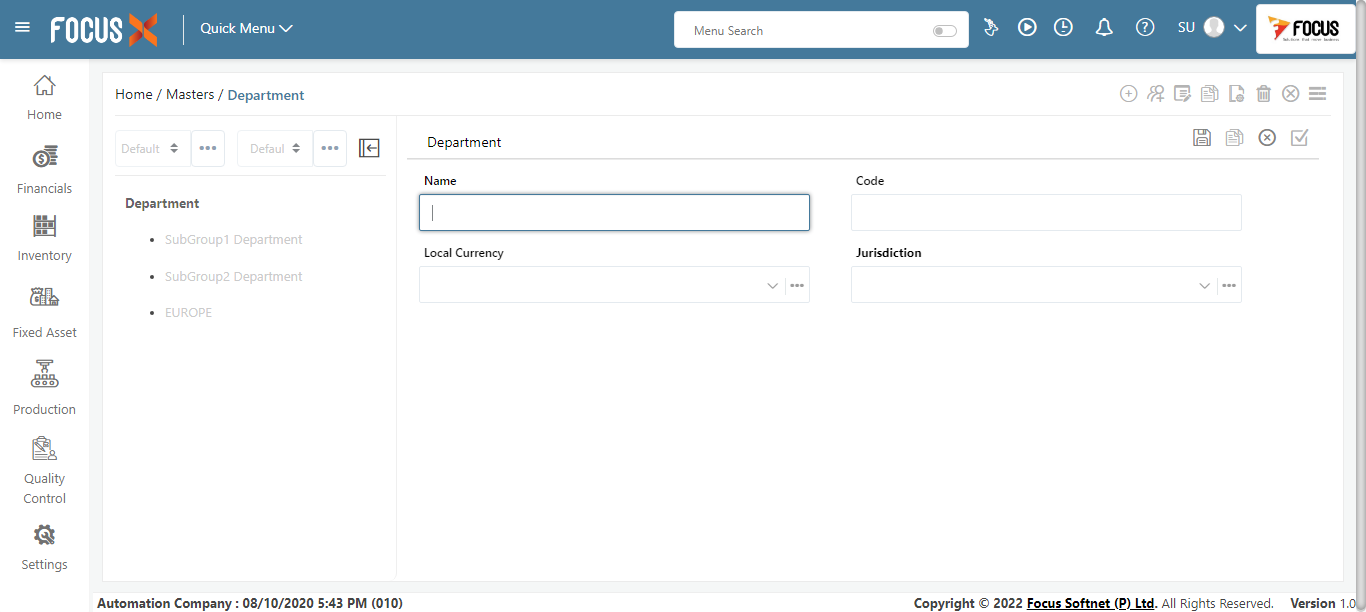 FOCUS X
Quick Menu
Menu Search
SU
FOCUS
Home
Financials
Inventory
Fixed Asset
Production
Quality
Control
Settings
Home / Masters / Department
Default
Defaul
Department
SubGroup1 Department
SubGroup2 Department
EUROPE
Department
Name
Code
Local Currency
Jurisdiction
Automation Company : 08/10/2020 5:43 PM (010)
Copyright © 2022 Focus Softnet (P) Ltd. All Rights Reserved.
Version 1.0